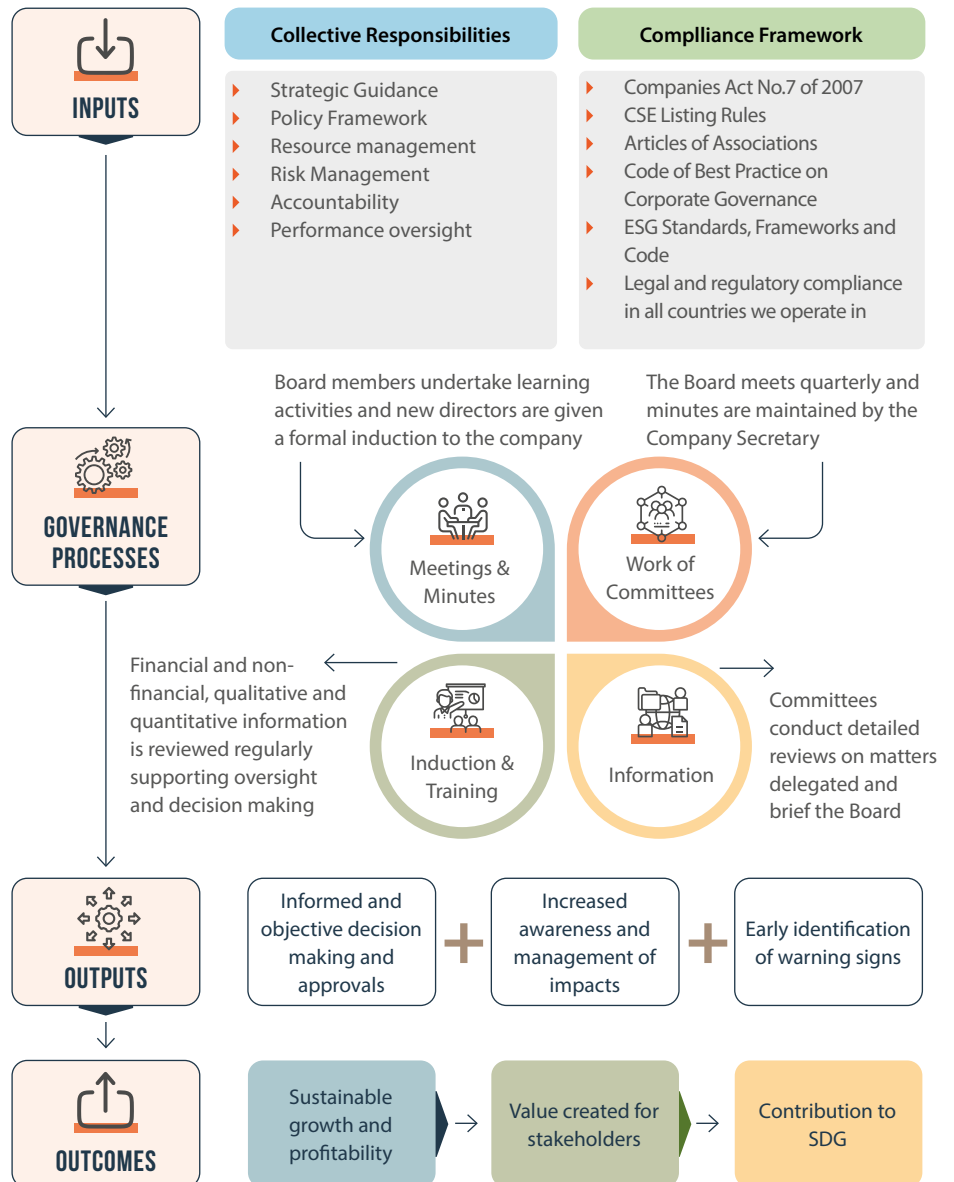 INPUTS
Collective Responsibilities
Strategic Guidance
Policy Framework
Resource management
Risk Management
Accountability
Performance oversight
Complliance Framework
Companies Act No.7 of 2007
CSE Listing Rules
Articles of Associations
Code of Best Practice on
Corporate Governance
ESG Standards, Frameworks and
Code
Legal and regulatory compliance
in all countries we operate in
GOVERNANCE
PROCESSES
Board members undertake learning
activities and new directors are given
a formal induction to the company
The Board meets quarterly and
minutes are maintained by the
Company Secretary
Meetings &
Minutes
Work of
Committees
Financial and non-
financial, qualitative and
quantitative information
is reviewed regularly
supporting oversight
and decision making
Induction &
Training
Information
Committees
conduct detailed
reviews on matters
delegated and
brief the Board
OUTPUTS
Informed and
objective decision
making and
approvals
+
Increased
awareness and
management of
impacts
+
Early identification
of warning signs
OUTCOMES
Sustainable
growth and
profitability
Value created for
stakeholders
Contribution to
SDG